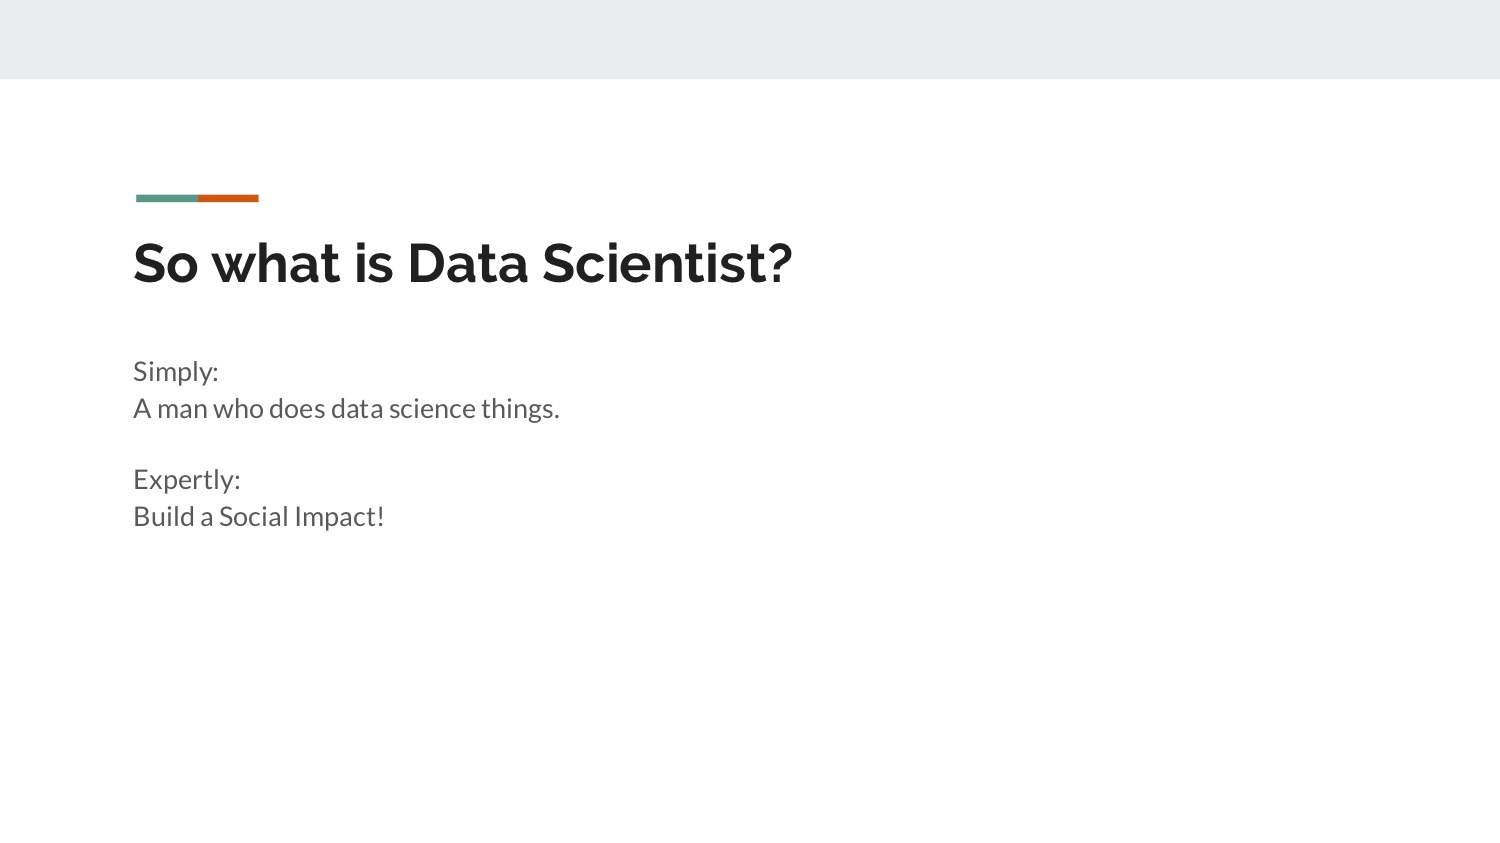 So what is Data Scientist?
Simply:
A man who does data science things.
Expertly:
Build a Social Impact!